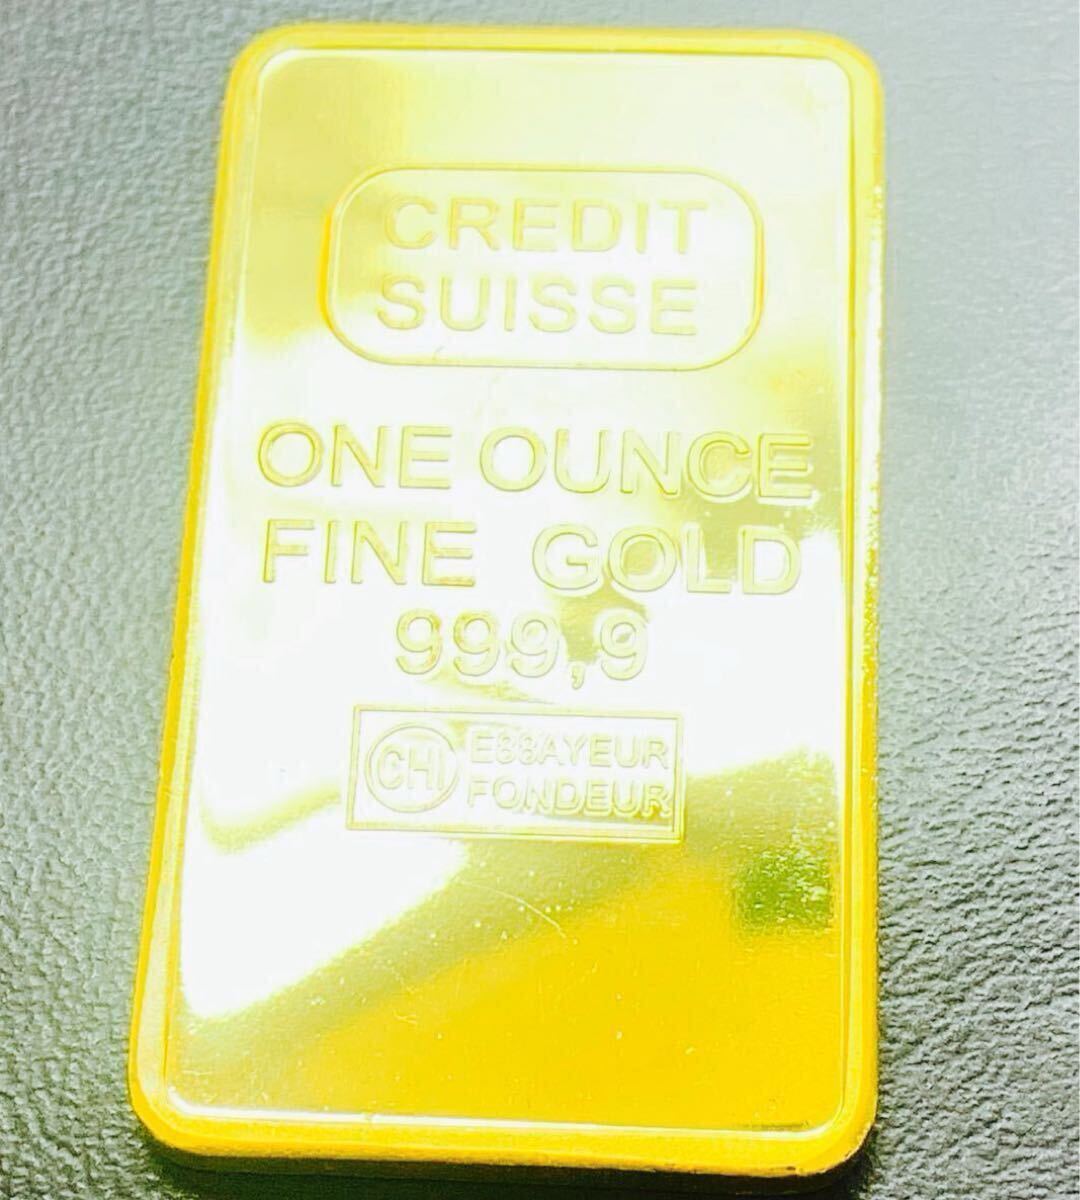 CREDIT
SUISSE
ONE OUNCE
FINE GOLD
999,9
CHI
E88AYEUR
FONDEUR